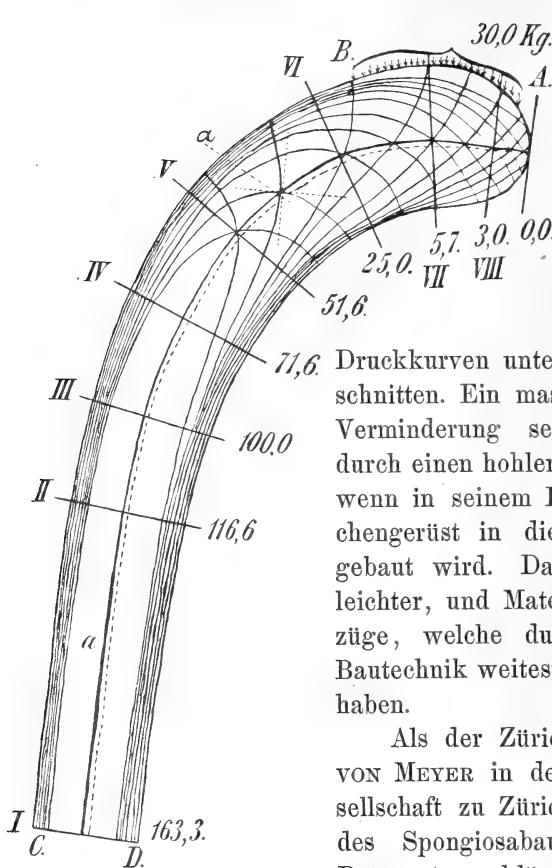 30,0 Kg.
B.
A.
VI
a
V
IV
III
II
I
C.
D.
a
0,0.
3,0.
VIII
5,7.
VII
25,0.
51,6.
71,6.
100,0
116,6
163,3.
Druckkurven unte
schnitten. Ein mas
Verminderung se
durch einen hohlen
wenn in seinem
chengerüst in die
gebaut wird. Da
leichter, und Mate
züge, welche du
Bautechnik weites
haben.
Als der Züric
VON MEYER in de
sellschaft zu Züric
des Spongiosabau